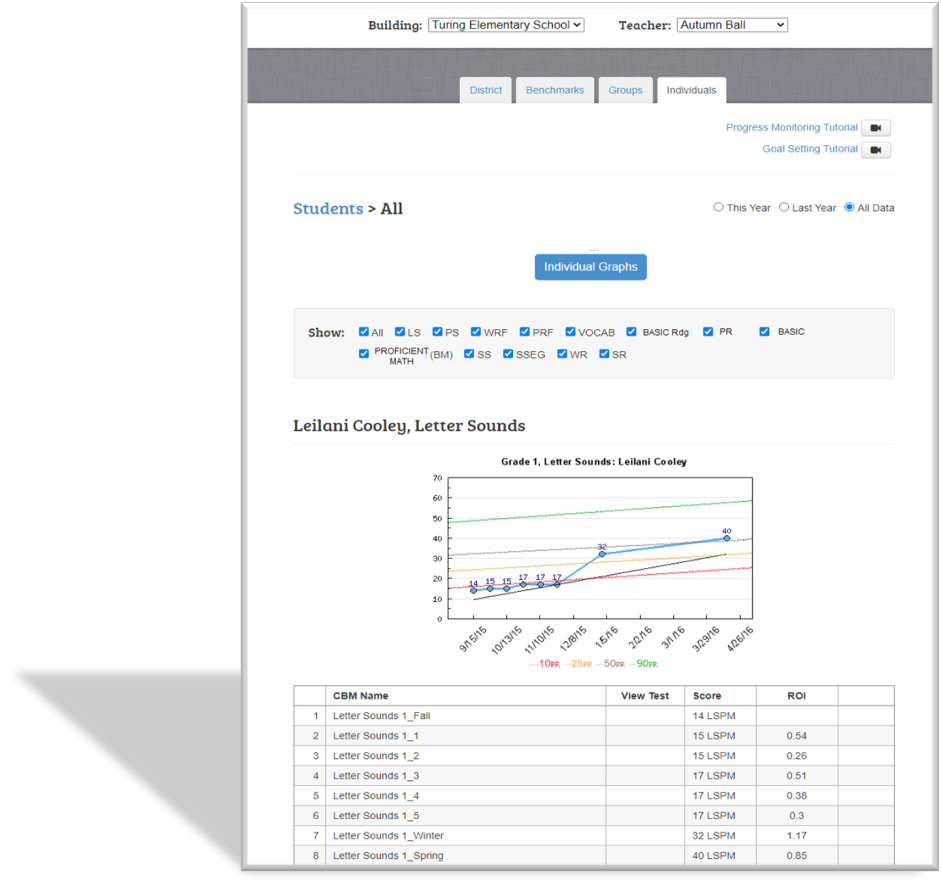 Building: Turing Elementary School Teacher: Autumn Ball
District Benchmarks Groups Individuals
Progress Monitoring Tutorial
Goal Setting Tutorial
Students > All This Year Last Year All Data
...
Individual Graphs
Show: All LS PS WRF PRF VOCAB BASIC Rdg PR BASIC
PROFICIENT MATH (BM) SS SSEG WR SR
Leilani Cooley, Letter Sounds
Grade 1, Letter Sounds: Leilani Cooley
70
60
50
40
30
20
10
0
14 15 15 17 17 17 32 40
9/15/15 10/13/15 11/10/15 12/8/15 1/5/16 2/2/16 3/1/16 3/29/16 4/26/16
10PR 25PR 50PR 90PR
CBM Name View Test Score ROI
1 Letter Sounds 1_Fall 14 LSPM
2 Letter Sounds 1_1 15 LSPM 0.54
3 Letter Sounds 1_2 15 LSPM 0.26
4 Letter Sounds 1_3 17 LSPM 0.51
5 Letter Sounds 1_4 17 LSPM 0.38
6 Letter Sounds 1_5 17 LSPM 0.3
7 Letter Sounds 1_Winter 32 LSPM 1.17
8 Letter Sounds 1_Spring 40 LSPM 0.85